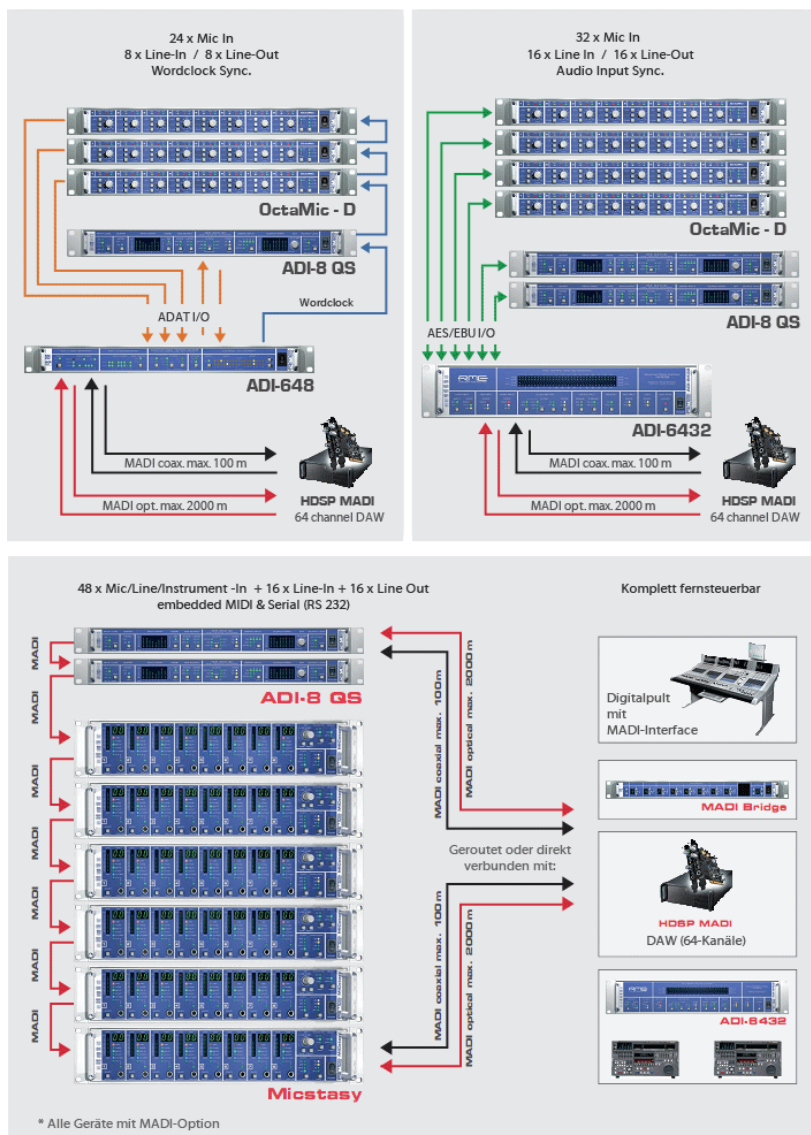 24 x Mic In
8 x Line-In / 8 x Line-Out
Wordclock Sync.
OctaMic - D
ADI-8 QS
ADAT I/O
Wordclock
ADI-648
MADI coax. max. 100 m
MADI opt. max. 2000 m
HDSP MADI
64 channel DAW
32 x Mic In
16 x Line In / 16 x Line-Out
Audio Input Sync.
OctaMic - D
ADI-8 QS
AES/EBU I/O
RME
ADI-6432
MADI coax. max. 100 m
MADI opt. max. 2000 m
HDSP MADI
64 channel DAW
48 x Mic/Line/Instrument -In + 16 x Line-In + 16 x Line Out
embedded MIDI & Serial (RS 232)
MADI
MADI
MADI
MADI
MADI
MADI
MADI
ADI-8 QS
Micstasy
MADI coaxial max. 100m
MADI optical max. 2000m
Geroutet oder direkt
verbunden mit:
MADI coaxial max. 100m
MADI optical max. 2000m
Komplett fernsteuerbar
Digitalpult
mit
MADI-Interface
MADI Bridge
HDSP MADI
DAW (64-Kanäle)
ADI-6432
* Alle Geräte mit MADI-Option